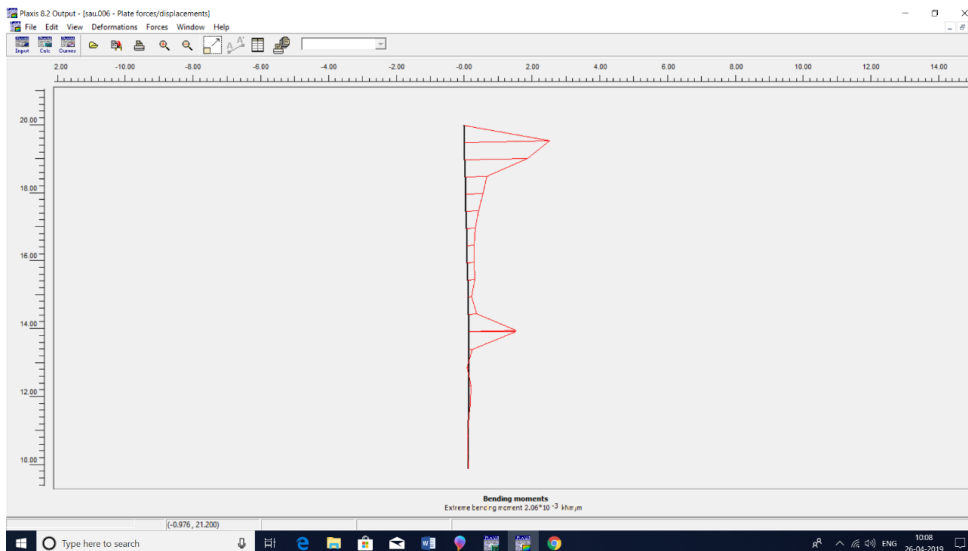 Plaxis 8.2 Output - [sau.006 - Plate forces/displacements]
File Edit View Deformations Forces Window Help
Input Calc Curves
2.00 -10.00 -8.00 -6.00 -4.00 -2.00 -0.00 2.00 4.00 6.00 8.00 10.00 12.00 14.00
20.00
18.00
16.00
14.00
12.00
10.00
Bending moments
Extreme bending moment 2.06*10 -3 kNm/m
(-0.976 , 21.200)
Type here to search
ENG
10:08
26-04-2019